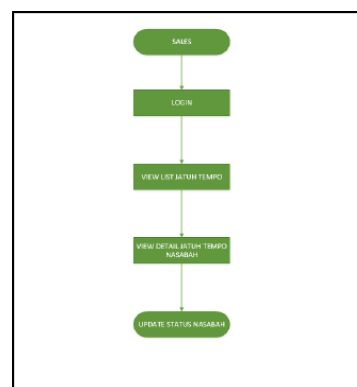 SALES
LOGIN
VIEW LIST JATUH TEMPO
VIEW DETAIL JATUH TEMPO
NASABAH
UPDATE STATUS NASABAH